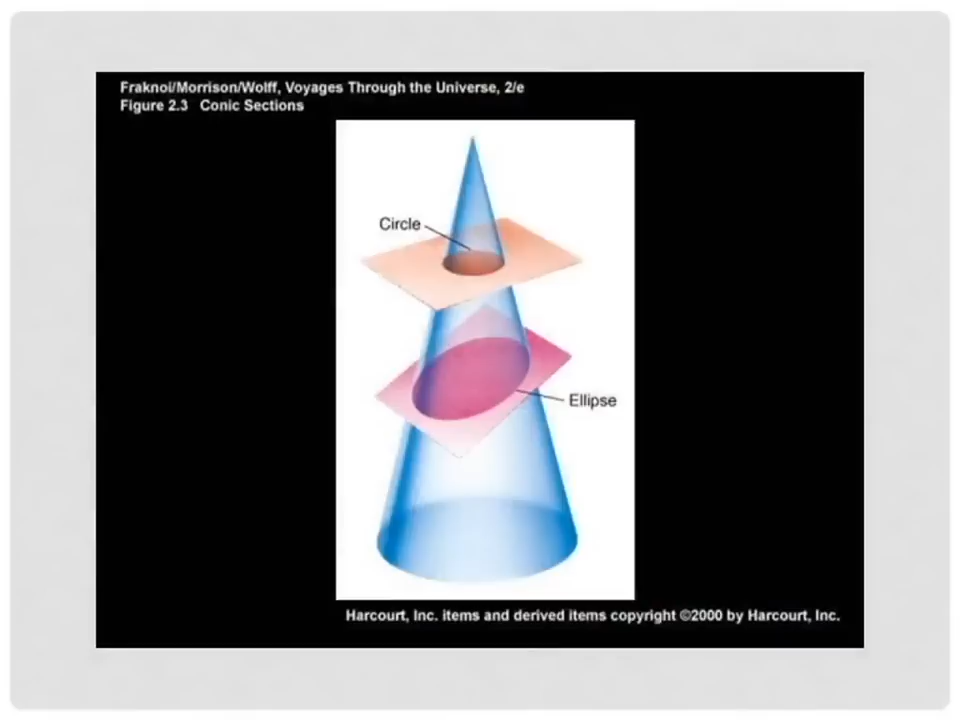 Fraknoi/Morrison/Wolff, Voyages Through the Universe, 2/e
Figure 2.3 Conic Sections
Circle
Ellipse
Harcourt, Inc. items and derived items copyright ©2000 by Harcourt, Inc.